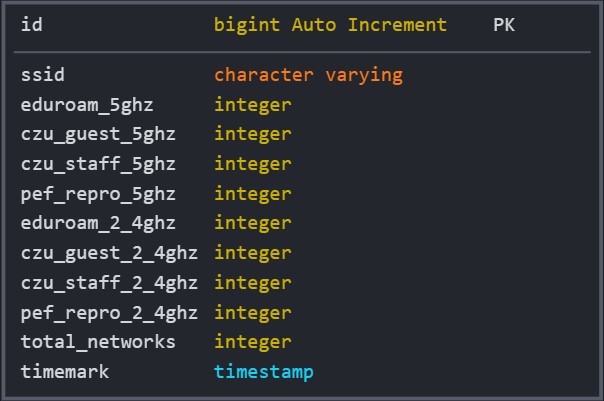 id bigint Auto Increment PK
ssid character varying
eduroam_5ghz integer
czu_guest_5ghz integer
czu_staff_5ghz integer
pef_repro_5ghz integer
eduroam_2_4ghz integer
czu_guest_2_4ghz integer
czu_staff_2_4ghz integer
pef_repro_2_4ghz integer
total_networks integer
timemark timestamp